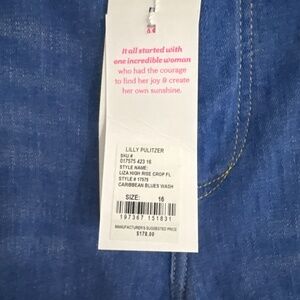 It all started with
one incredible woman
who had the courage
to find her joy & create
her own sunshine.
LILLY PULITZER
SKU #
017575 423 16
STYLE NAME:
LIZA HIGH RISE CROP FL
STYLE # 17575
CARIBBEAN BLUES WASH
SIZE: 16
197367 151831
MANUFACTURER'S SUGGESTED PRICE
$178.00